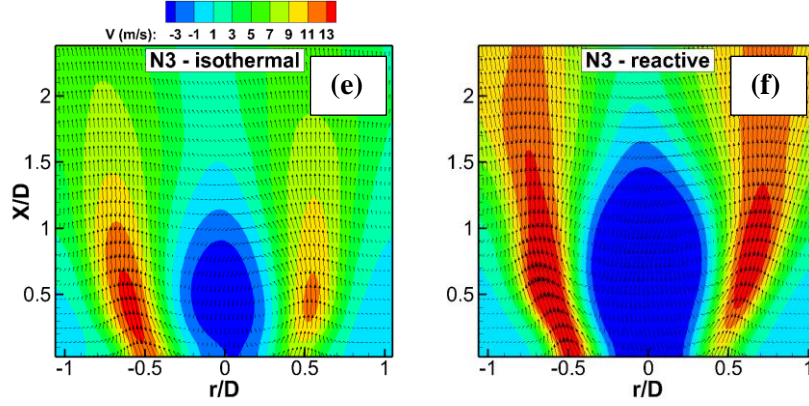 V (m/s): -3 -1 1 3 5 7 9 11 13
N3 - isothermal
(e)
N3 - reactive
(f)
X/D
2
1.5
1
0.5
-1 -0.5 0 0.5 1
r/D
2
1.5
1
0.5
-1 -0.5 0 0.5 1
r/D